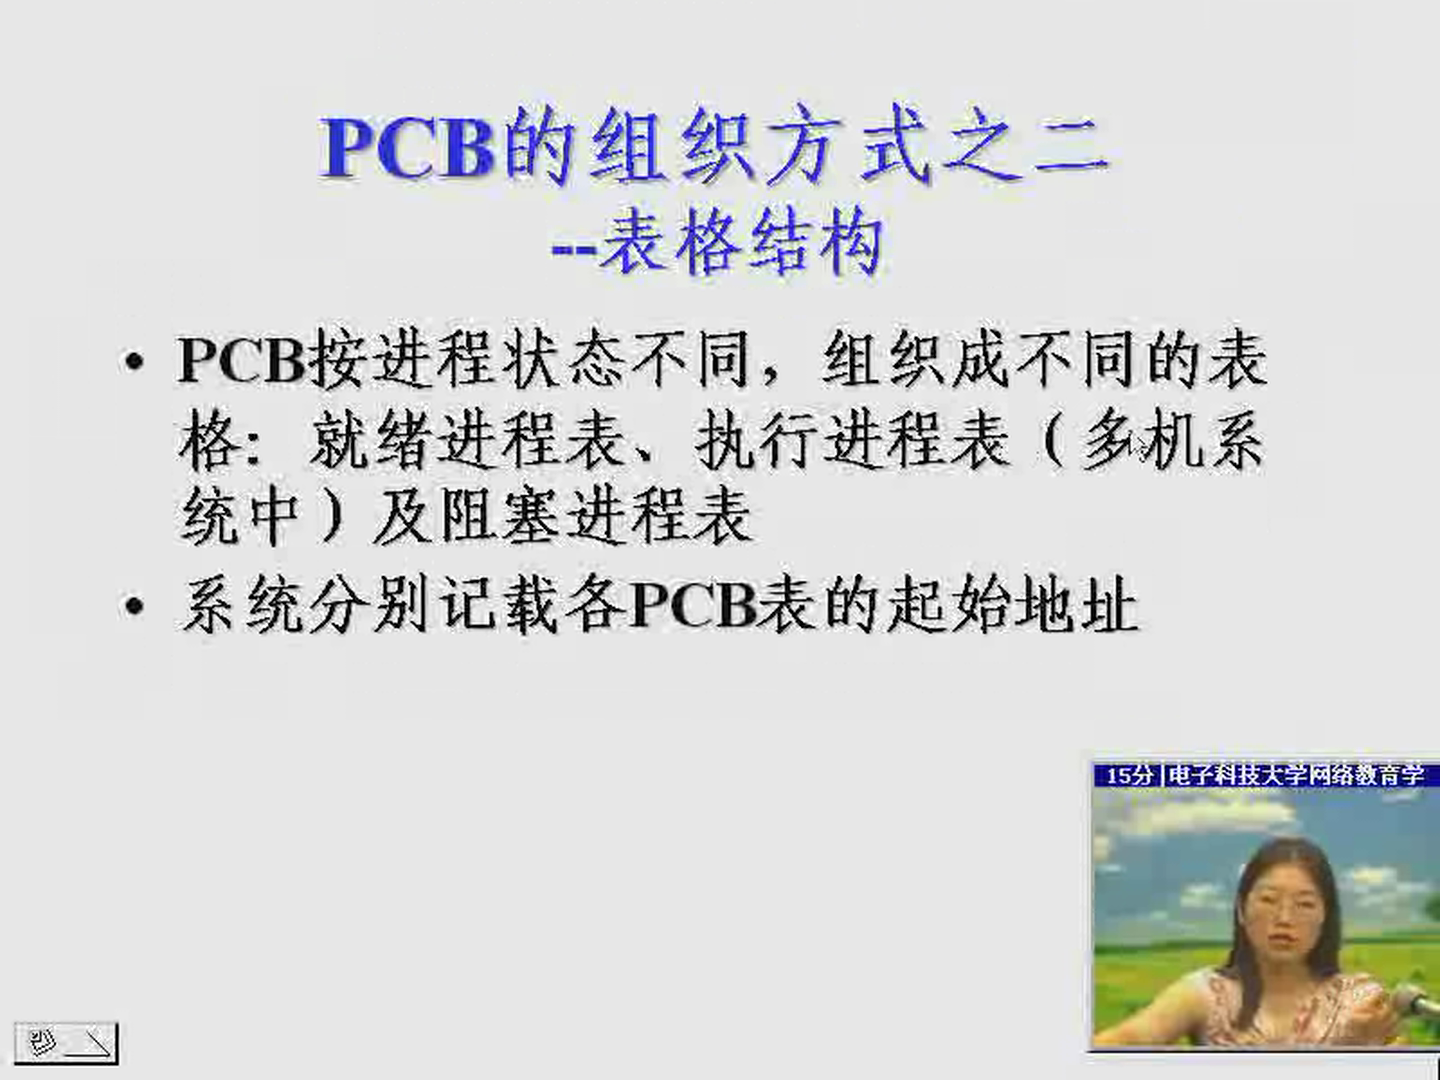 PCB的组织方式之二
--表格结构
• PCB按进程状态不同，组织成不同的表
格：就绪进程表、执行进程表（多机系
统中）及阻塞进程表
• 系统分别记载各PCB表的起始地址
15分|电子科技大学网络教育学